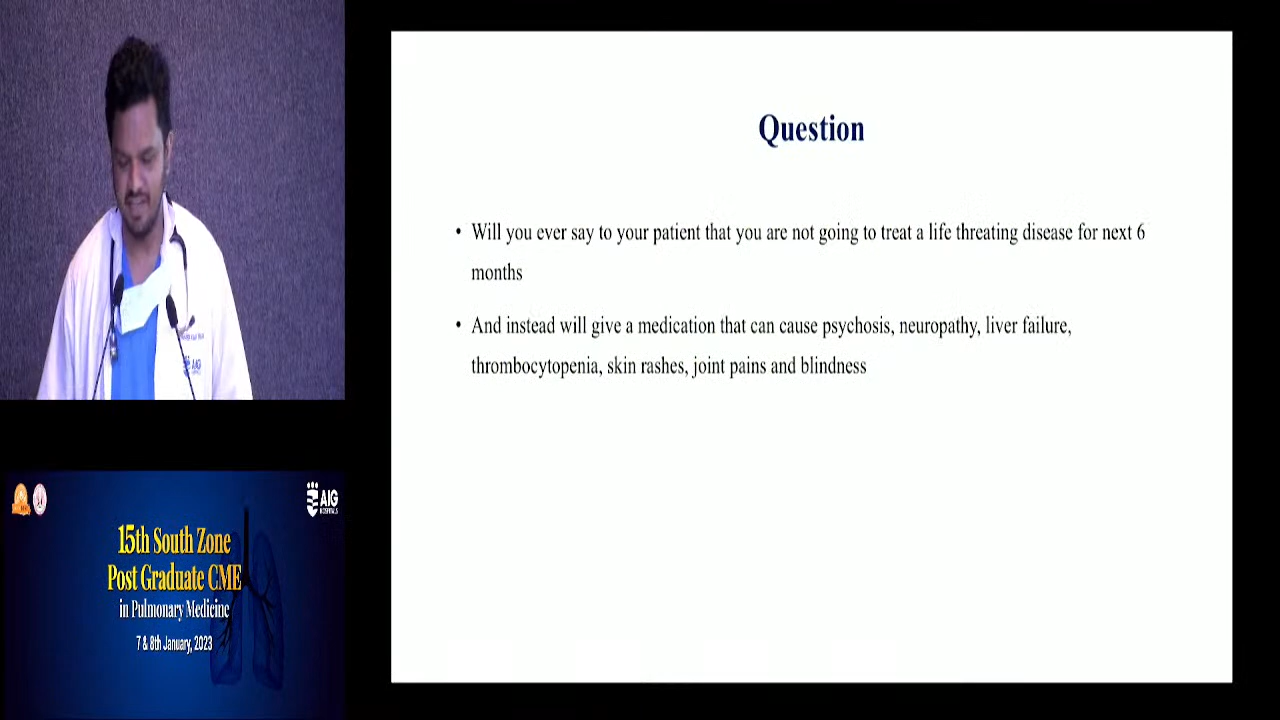 Question
• Will you ever say to your patient that you are not going to treat a life threating disease for next 6
months
• And instead will give a medication that can cause psychosis, neuropathy, liver failure,
thrombocytopenia, skin rashes, joint pains and blindness
AIG
AIG
HOSPITALS
15th South Zone
Post Graduate CME
in Pulmonary Medicine
7 & 8th January, 2023